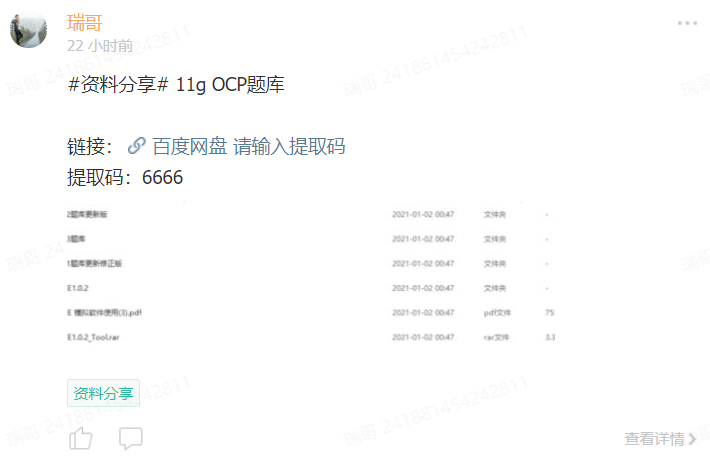 瑞哥
22 小时前
#资料分享# 11g OCP题库
链接： 百度网盘 请输入提取码
提取码：6666
2题库更新版 2021-01-02 00:47 文件夹 -
3题库 2021-01-02 00:47 文件夹 -
1题库更新修正版 2021-01-02 00:47 文件夹 -
E1.0.2 2021-01-02 00:47 文件夹 -
E 模拟软件使用(3).pdf 2021-01-02 00:47 pdf文件 75
E1.0.2_Tool.rar 2021-01-02 00:47 rar文件 3.3
资料分享
查看详情
瑞哥 241881454242811